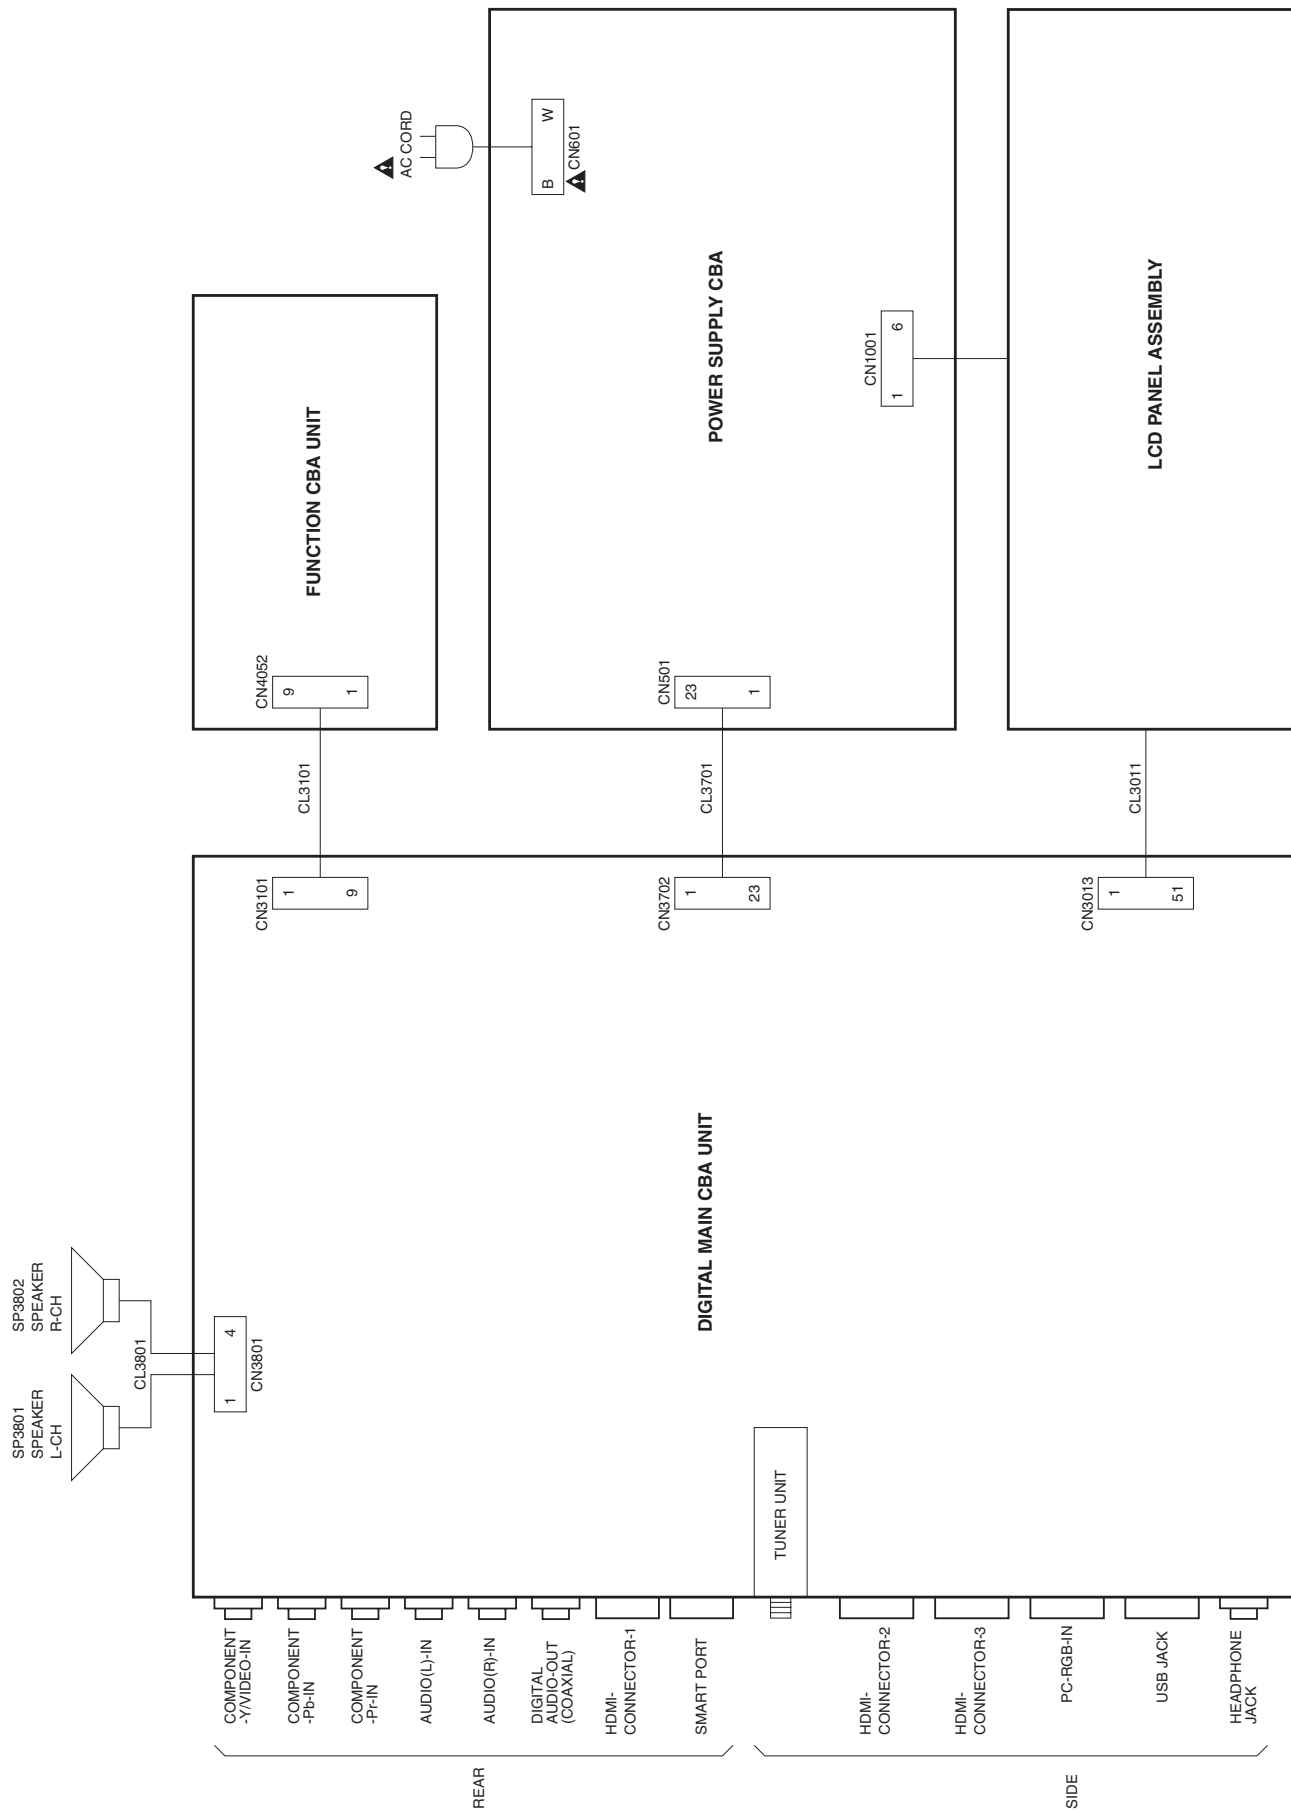 SP3802
SPEAKER
R-CH
SP3801
SPEAKER
L-CH
CL3801
1 4
CN3801
AC CORD
B W
CN601
FUNCTION CBA UNIT
CN4052
9
1
CL3101
CN3101
1
9
POWER SUPPLY CBA
CN1001
1 6
CN501
23
1
CL3701
CN3702
1
23
LCD PANEL ASSEMBLY
CL3011
CN3013
1
51
DIGITAL MAIN CBA UNIT
TUNER UNIT
COMPONENT
-Y/VIDEO-IN
COMPONENT
-Pb-IN
COMPONENT
-Pr-IN
AUDIO(L)-IN
AUDIO(R)-IN
DIGITAL
AUDIO-OUT
(COAXIAL)
HDMI-
CONNECTOR-1
SMART PORT
REAR
HDMI-
CONNECTOR-2
HDMI-
CONNECTOR-3
PC-RGB-IN
USB JACK
HEADPHONE
JACK
SIDE